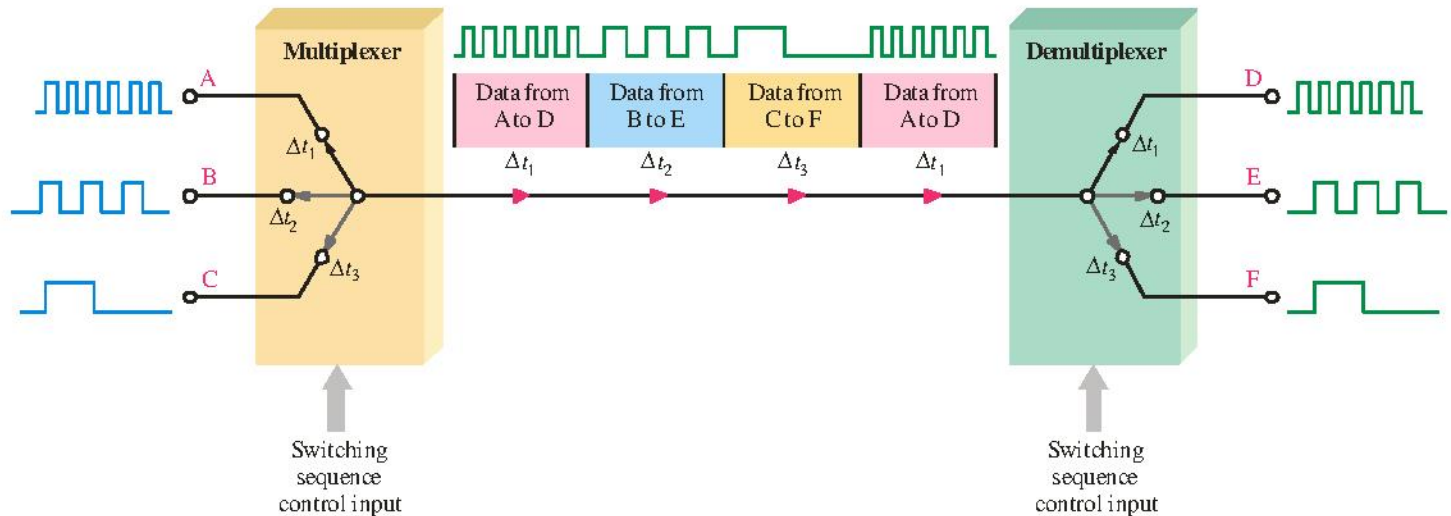 Multiplexer
Demultiplexer
A
D
Data from
A to D
Data from
B to E
Data from
C to F
Data from
A to D
Δt₁
Δt₁
Δt₁
Δt₂
Δt₃
Δt₁
B
E
Δt₂
Δt₂
C
Δt₃
Δt₃
F
Switching
sequence
control input
Switching
sequence
control input